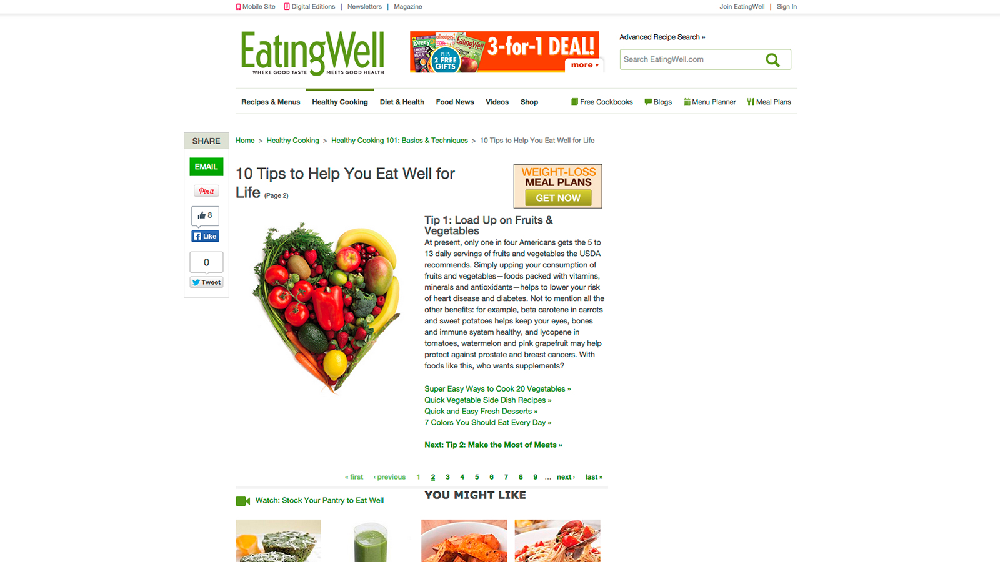 Mobile Site Digital Editions | Newsletters | Magazine
Join EatingWell | Sign In
EatingWell
WHERE GOOD TASTE MEETS GOOD HEALTH
allrecipes
EatingWell
PLUS
2 FREE
GIFTS
3-for-1 DEAL!
more ▾
Advanced Recipe Search »
Search EatingWell.com
Recipes & Menus Healthy Cooking Diet & Health Food News Videos Shop
Free Cookbooks Blogs Menu Planner Meal Plans
SHARE
EMAIL
Pin it
8
Like
0
Tweet
Home > Healthy Cooking > Healthy Cooking 101: Basics & Techniques > 10 Tips to Help You Eat Well for Life
10 Tips to Help You Eat Well for
Life (Page 2)
WEIGHT-LOSS
MEAL PLANS
GET NOW
Tip 1: Load Up on Fruits &
Vegetables
At present, only one in four Americans gets the 5 to
13 daily servings of fruits and vegetables the USDA
recommends. Simply upping your consumption of
fruits and vegetables—foods packed with vitamins,
minerals and antioxidants—helps to lower your risk
of heart disease and diabetes. Not to mention all the
other benefits: for example, beta carotene in carrots
and sweet potatoes helps keep your eyes, bones
and immune system healthy, and lycopene in
tomatoes, watermelon and pink grapefruit may help
protect against prostate and breast cancers. With
foods like this, who wants supplements?
Super Easy Ways to Cook 20 Vegetables »
Quick Vegetable Side Dish Recipes »
Quick and Easy Fresh Desserts »
7 Colors You Should Eat Every Day »
Next: Tip 2: Make the Most of Meats »
« first ‹ previous 1 2 3 4 5 6 7 8 9 … next › last »
Watch: Stock Your Pantry to Eat Well
YOU MIGHT LIKE